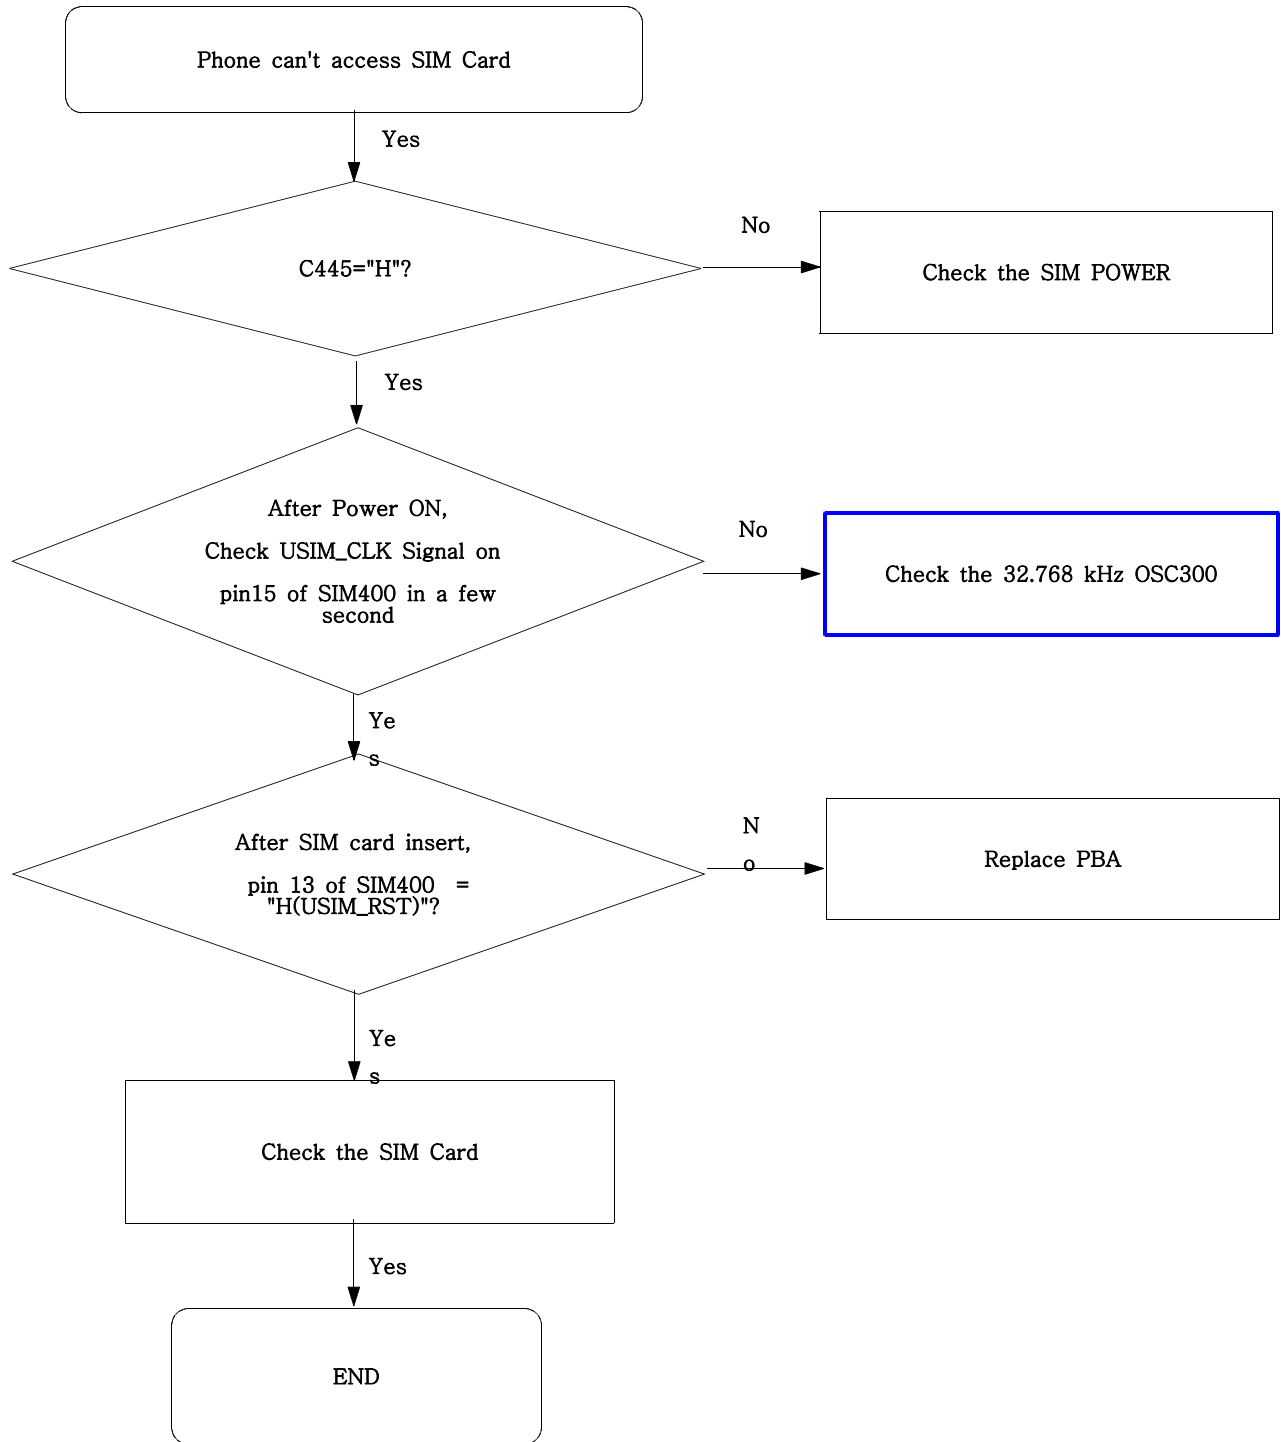 Phone can't access SIM Card
Yes
C445="H"?
No
Check the SIM POWER
Yes
After Power ON,
Check USIM_CLK Signal on
pin15 of SIM400 in a few
second
No
Check the 32.768 kHz OSC300
Ye
s
After SIM card insert,
pin 13 of SIM400 =
"H(USIM_RST)"?
N
o
Replace PBA
Ye
s
Check the SIM Card
Yes
END